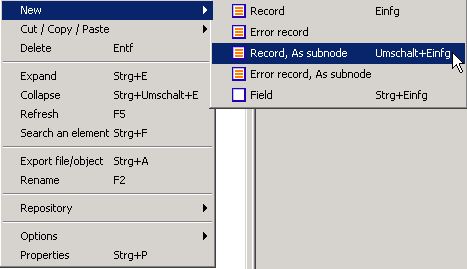 New
Cut / Copy / Paste
Delete Entf
Expand Strg+E
Collapse Strg+Umschalt+E
Refresh F5
Search an element Strg+F
Export file/object Strg+A
Rename F2
Repository
Options
Properties Strg+P
Record Einfg
Error record
Record, As subnode Umschalt+Einfg
Error record, As subnode
Field Strg+Einfg